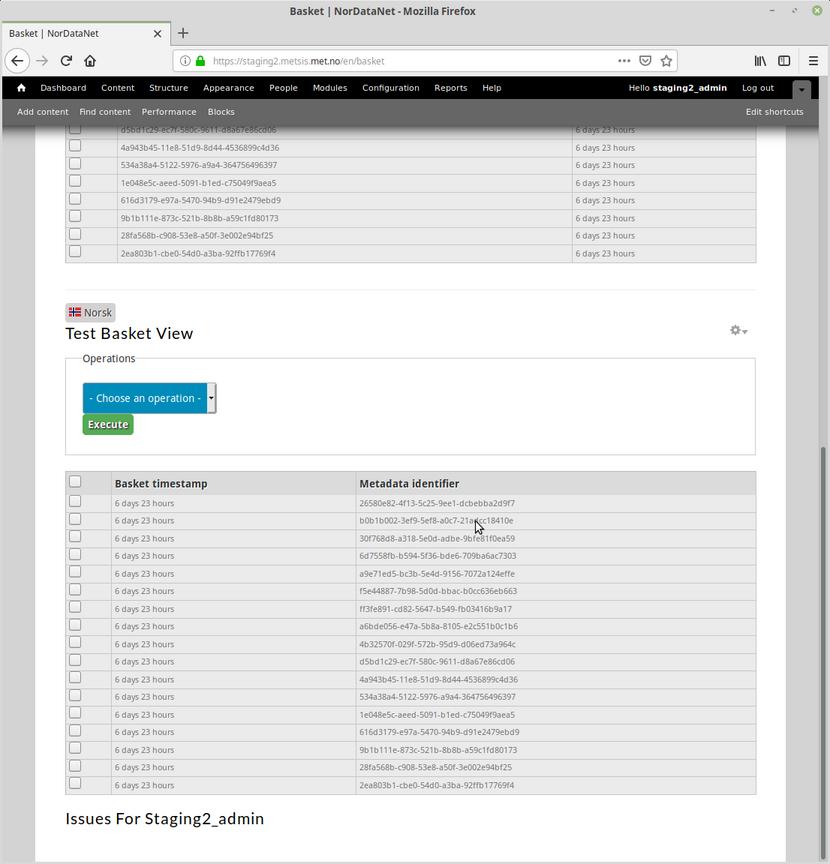 Basket | NorDataNet - Mozilla Firefox
Basket | NorDataNet
https://staging2.metsis.met.no/en/basket
Dashboard Content Structure Appearance People Modules Configuration Reports Help Hello staging2_admin Log out
Add content Find content Performance Blocks Edit shortcuts
d5bd1c29-ec7f-580c-9611-d8a67e86cd06 6 days 23 hours
4a943b45-11e8-51d9-8d44-4536899c4d36 6 days 23 hours
534a38a4-5122-5976-a9a4-364756496397 6 days 23 hours
1e048e5c-aeed-5091-b1ed-c75049f9aea5 6 days 23 hours
616d3179-e97a-5470-94b9-d91e2479ebd9 6 days 23 hours
9b1b111e-873c-521b-8b8b-a59c1fd80173 6 days 23 hours
28fa568b-c908-53e8-a50f-3e002e94bf25 6 days 23 hours
2ea803b1-cbe0-54d0-a3ba-92ffb17769f4 6 days 23 hours
Norsk
Test Basket View
Operations
- Choose an operation -
Execute
Basket timestamp Metadata identifier
6 days 23 hours 26580e82-4f13-5c25-9ee1-dcbebba2d9f7
6 days 23 hours
6 days 23 hours 30f768d8-a318-5e0d-adbe-9bfe81f0ea59
6 days 23 hours 6d7558fb-b594-5f36-bde6-709ba6ac7303
6 days 23 hours a9e71ed5-bc3b-5e4d-9156-7072a124effe
6 days 23 hours f5e44887-7b98-5d0d-bbac-b0cc636eb663
6 days 23 hours ff3fe891-cd82-5647-b549-fb03416b9a17
6 days 23 hours a6bde056-e47a-5b8a-8105-e2c551b0c1b6
6 days 23 hours 4b32570f-029f-572b-95d9-d06ed73a964c
6 days 23 hours d5bd1c29-ec7f-580c-9611-d8a67e86cd06
6 days 23 hours 4a943b45-11e8-51d9-8d44-4536899c4d36
6 days 23 hours 534a38a4-5122-5976-a9a4-364756496397
6 days 23 hours 1e048e5c-aeed-5091-b1ed-c75049f9aea5
6 days 23 hours 616d3179-e97a-5470-94b9-d91e2479ebd9
6 days 23 hours 9b1b111e-873c-521b-8b8b-a59c1fd80173
6 days 23 hours 28fa568b-c908-53e8-a50f-3e002e94bf25
6 days 23 hours 2ea803b1-cbe0-54d0-a3ba-92ffb17769f4
Issues For Staging2_admin